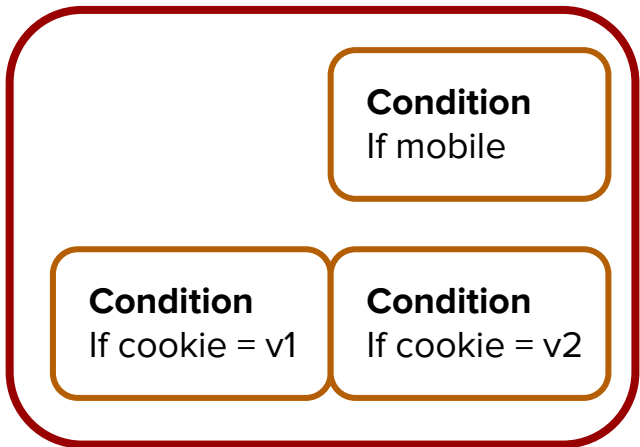 Condition
If mobile
Condition
If cookie = v1
Condition
If cookie = v2